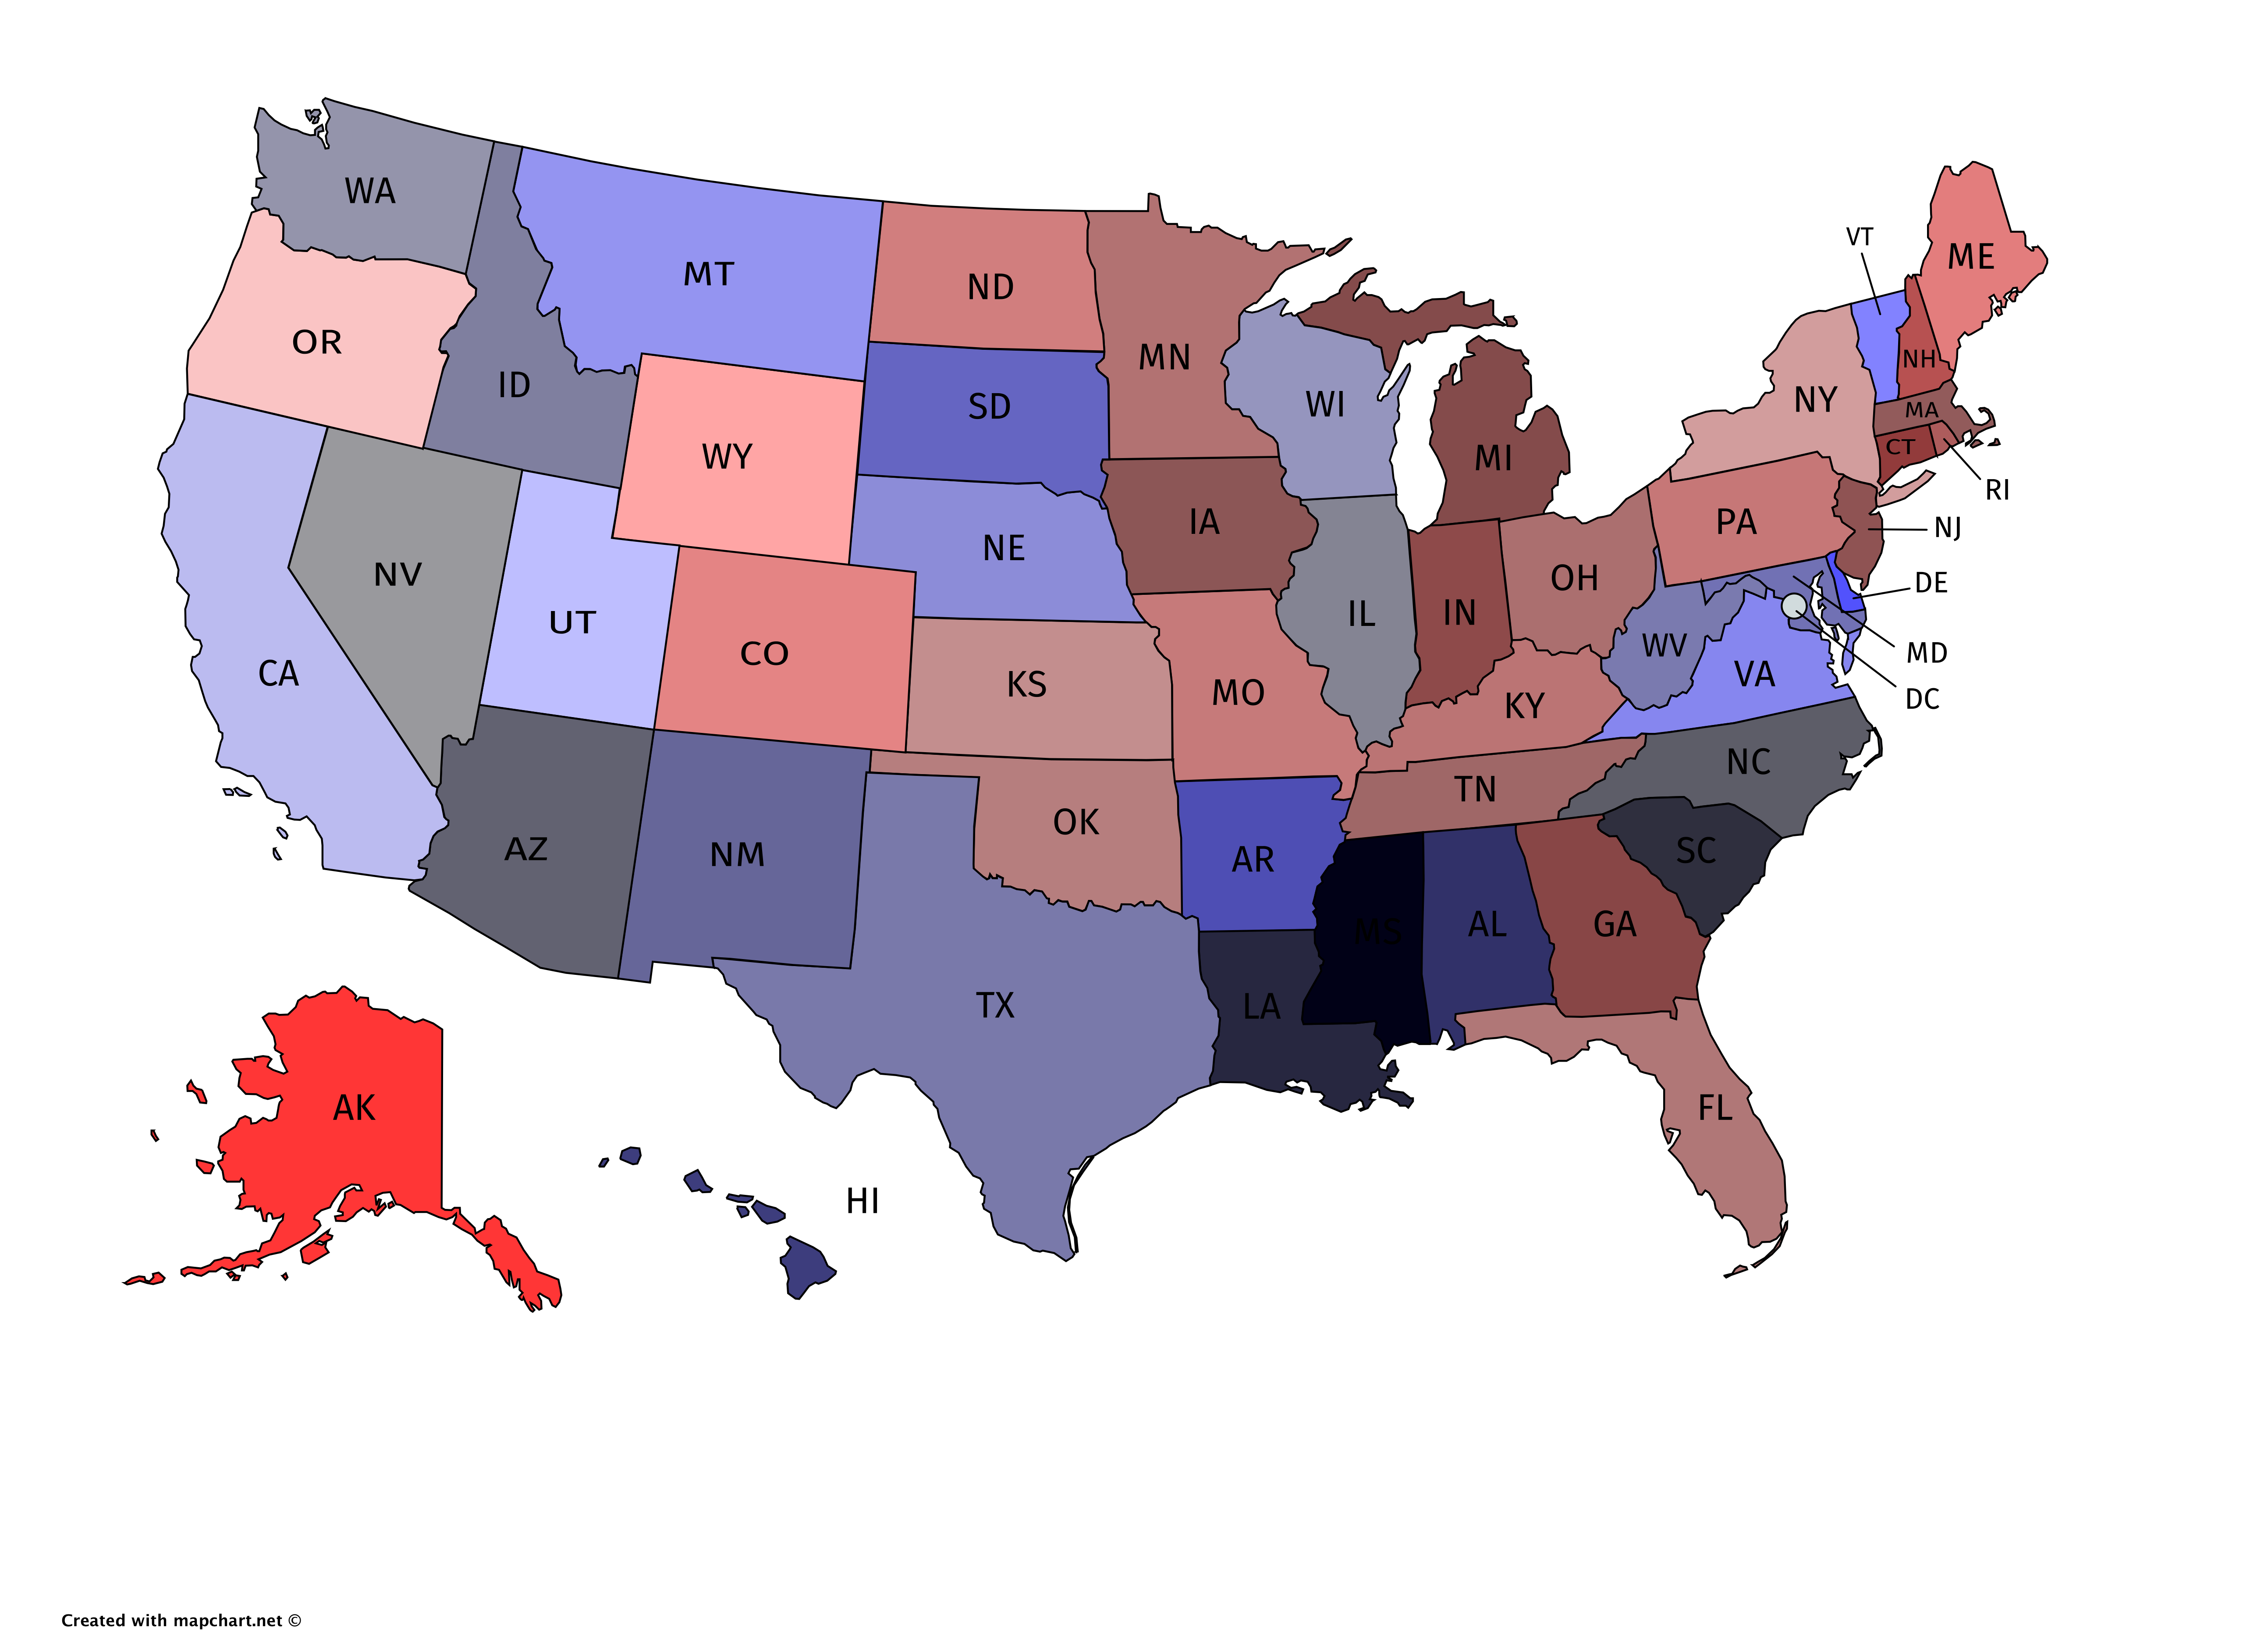 WA
MT
ND
MN
VT
ME
OR
ID
SD
WI
NH
NY
MA
WY
MI
CT
RI
IA
PA
NJ
NE
NV
UT
OH
DE
IL
IN
CO
KS
CA
MO
WV
VA
MD
KY
DC
NC
TN
OK
AZ
NM
AR
SC
MS
AL
GA
TX
LA
AK
FL
HI
Created with mapchart.net ©